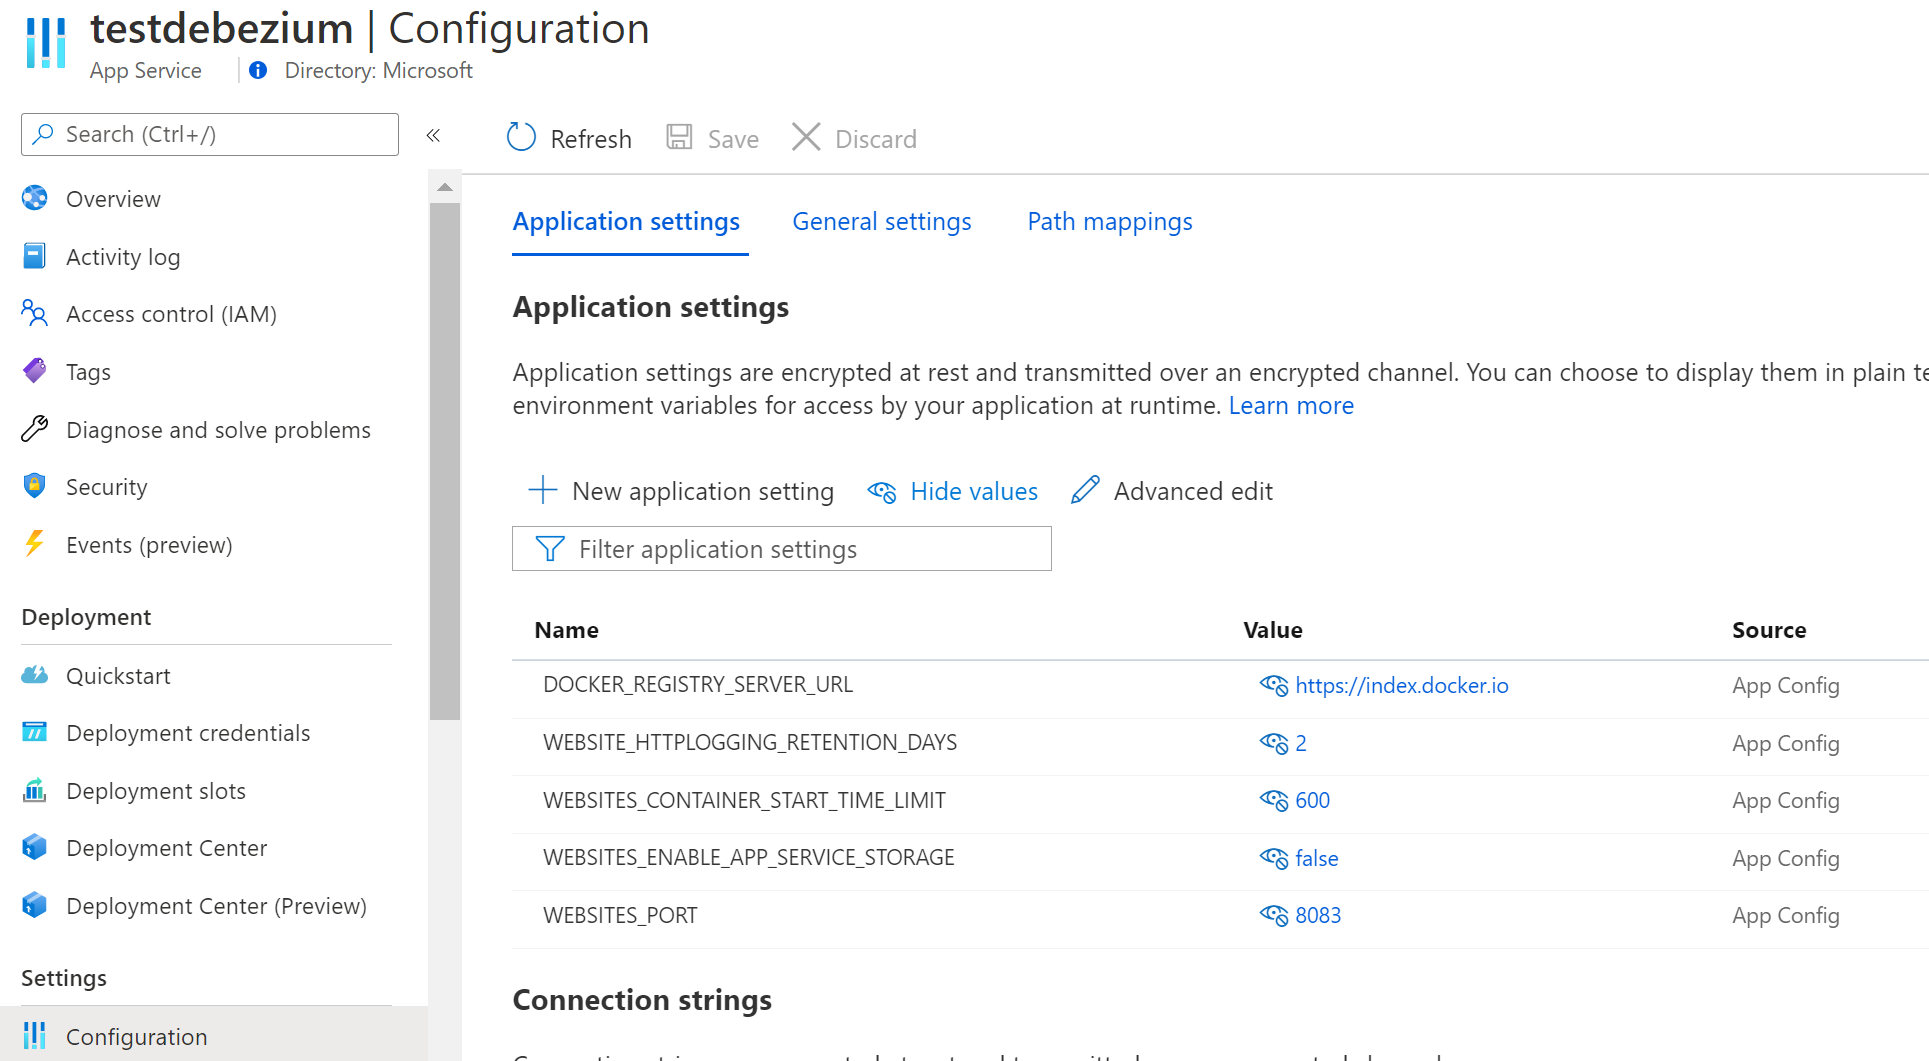 testdebezium | Configuration
App Service
Directory: Microsoft
Search (Ctrl+/)
«
Overview
Activity log
Access control (IAM)
Tags
Diagnose and solve problems
Security
Events (preview)
Deployment
Quickstart
Deployment credentials
Deployment slots
Deployment Center
Deployment Center (Preview)
Settings
Configuration
Refresh Save Discard
Application settings General settings Path mappings
Application settings
Application settings are encrypted at rest and transmitted over an encrypted channel. You can choose to display them in plain
environment variables for access by your application at runtime. Learn more
New application setting Hide values Advanced edit
Filter application settings
Name Value Source
DOCKER_REGISTRY_SERVER_URL https://index.docker.io App Config
WEBSITE_HTTPLOGGING_RETENTION_DAYS 2 App Config
WEBSITES_CONTAINER_START_TIME_LIMIT 600 App Config
WEBSITES_ENABLE_APP_SERVICE_STORAGE false App Config
WEBSITES_PORT 8083 App Config
Connection strings